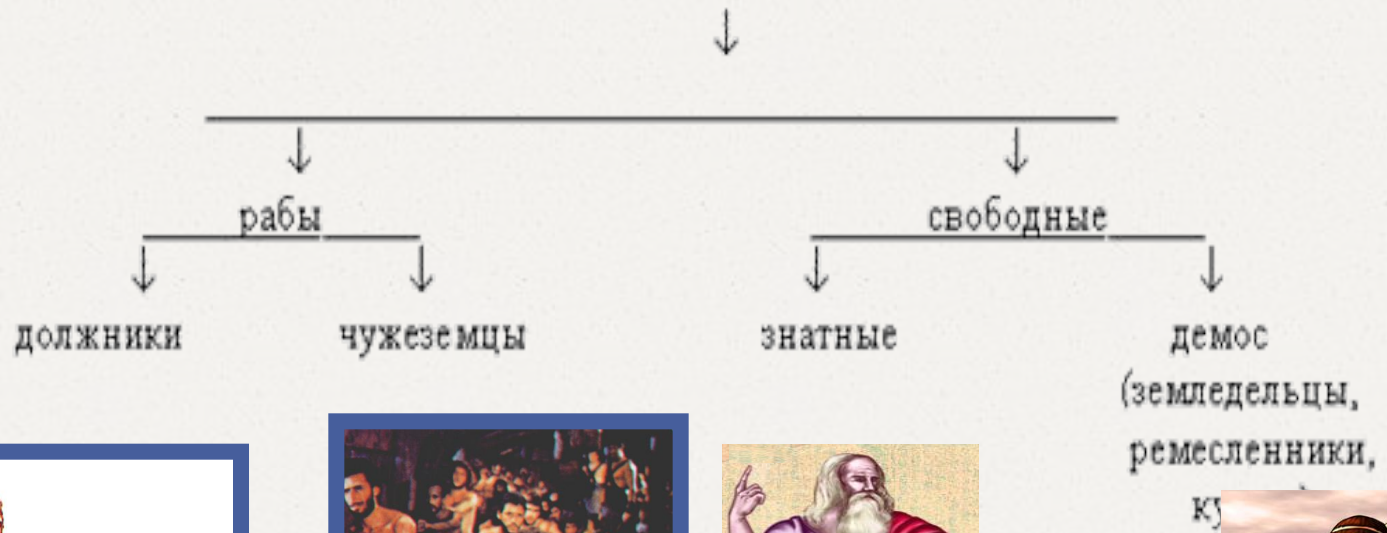 рабы
свободные
должники
чужеземцы
знатные
демос
(земледельцы,
ремесленники,